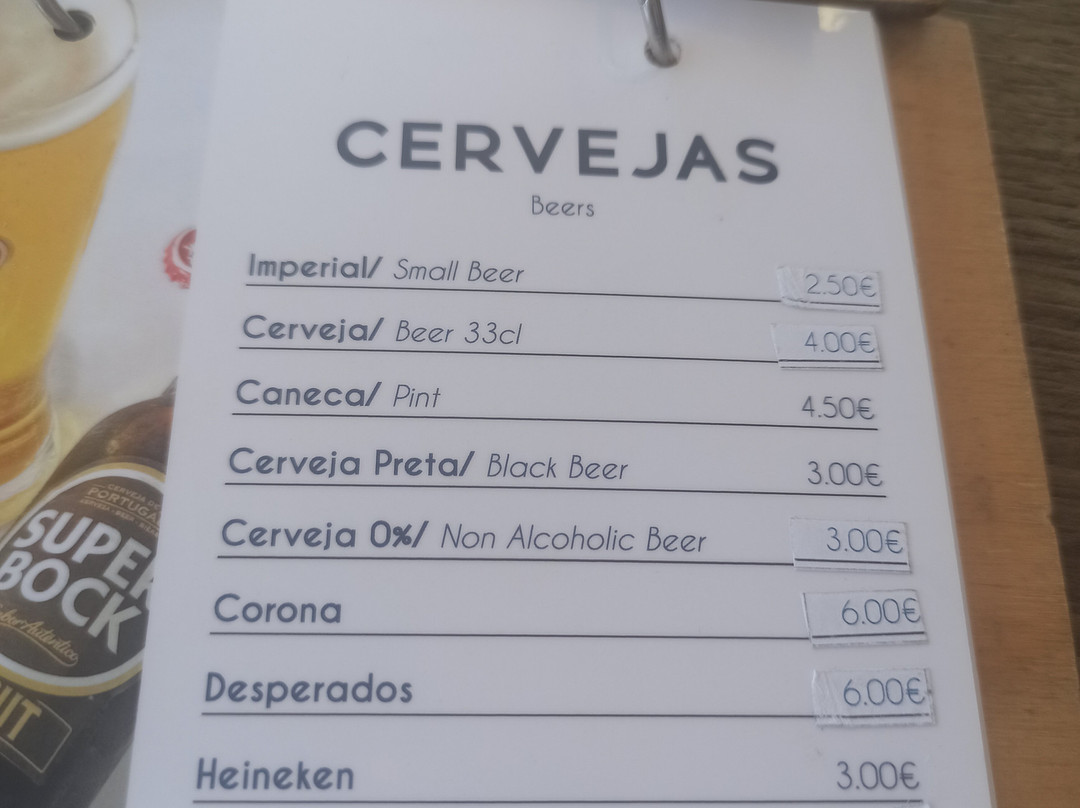 CERVEJAS
Beers
Imperial/ Small Beer 2.50€
Cerveja/ Beer 33cl 4.00€
Caneca/ Pint 4.50€
Cerveja Preta/ Black Beer 3.00€
Cerveja 0%/ Non Alcoholic Beer 3.00€
Corona 6.00€
Desperados 6.00€
Heineken 3.00€
PORTUGAL
SUPER
BOCK